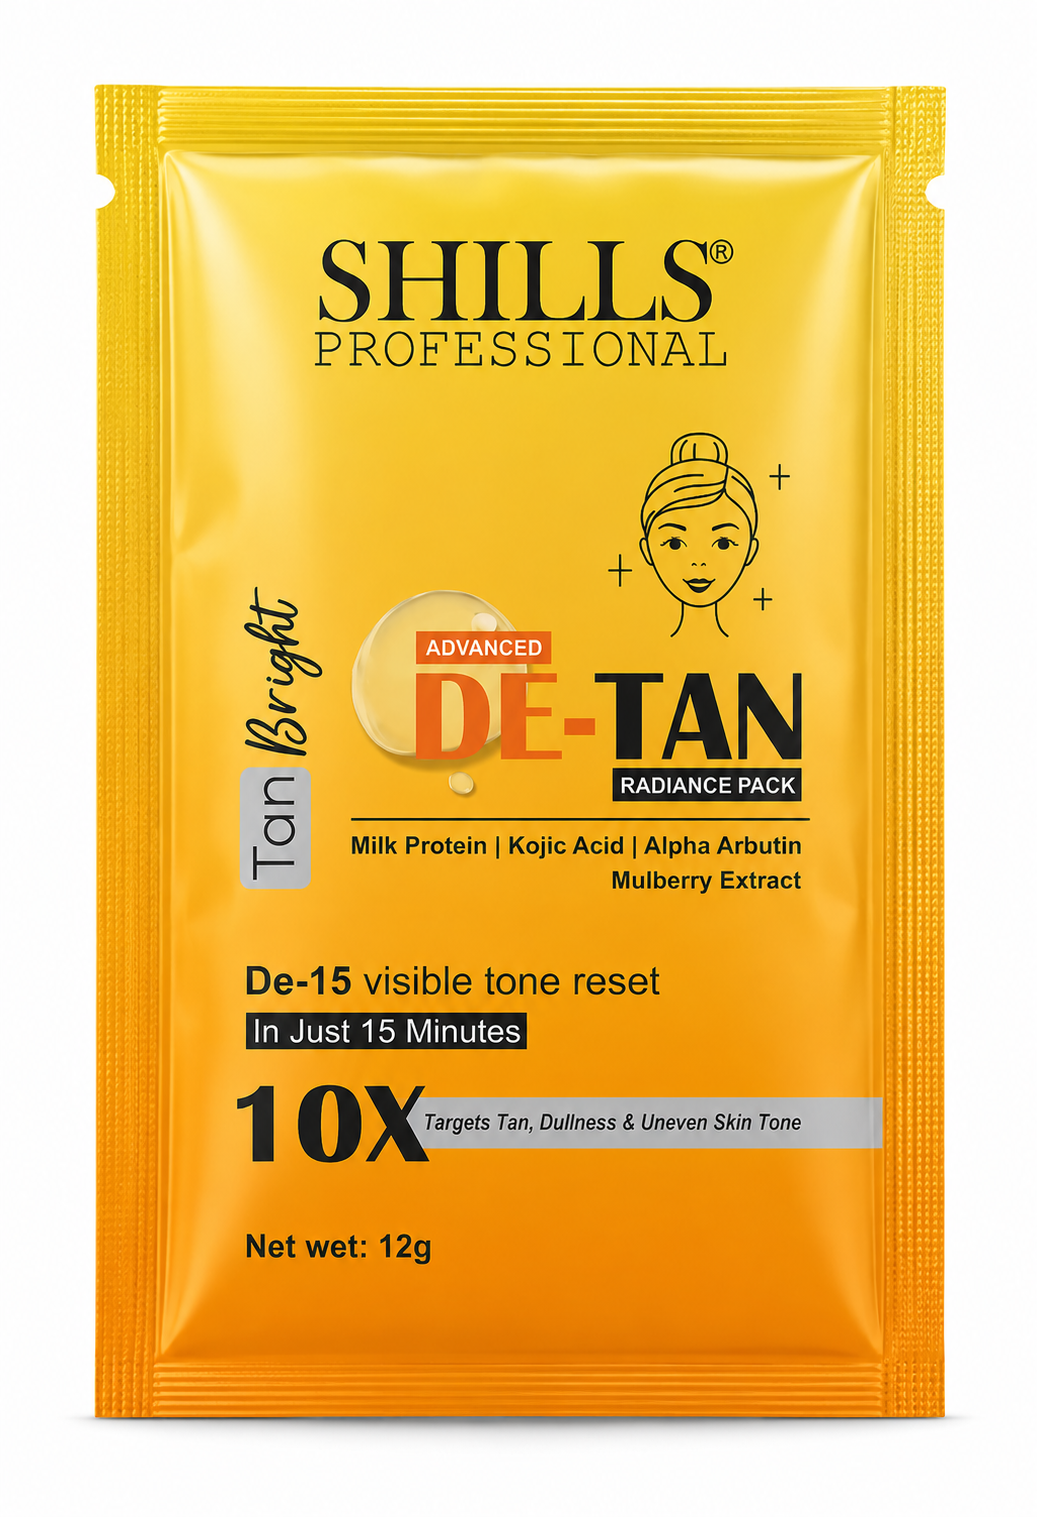 SHILLS®
PROFESSIONAL
Tan Bright
ADVANCED
DE-TAN
RADIANCE PACK
Milk Protein | Kojic Acid | Alpha Arbutin
Mulberry Extract
De-15 visible tone reset
In Just 15 Minutes
10X Targets Tan, Dullness & Uneven Skin Tone
Net wet: 12g